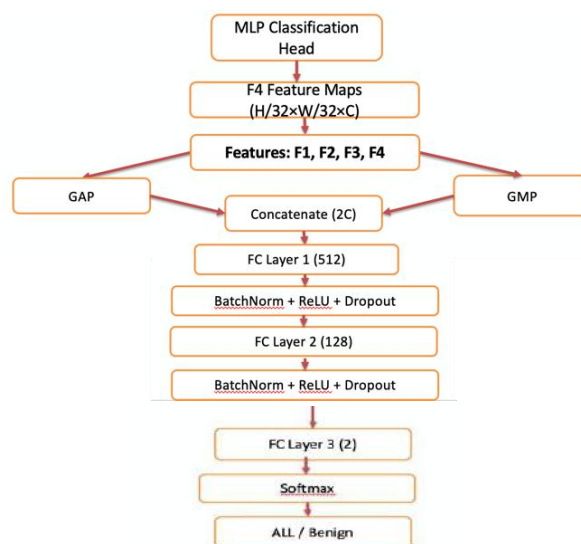 MLP Classification
Head
F4 Feature Maps
(H/32×W/32×C)
Features: F1, F2, F3, F4
GAP
GMP
Concatenate (2C)
FC Layer 1 (512)
BatchNorm + ReLU + Dropout
FC Layer 2 (128)
BatchNorm + ReLU + Dropout
FC Layer 3 (2)
Softmax
ALL / Benign